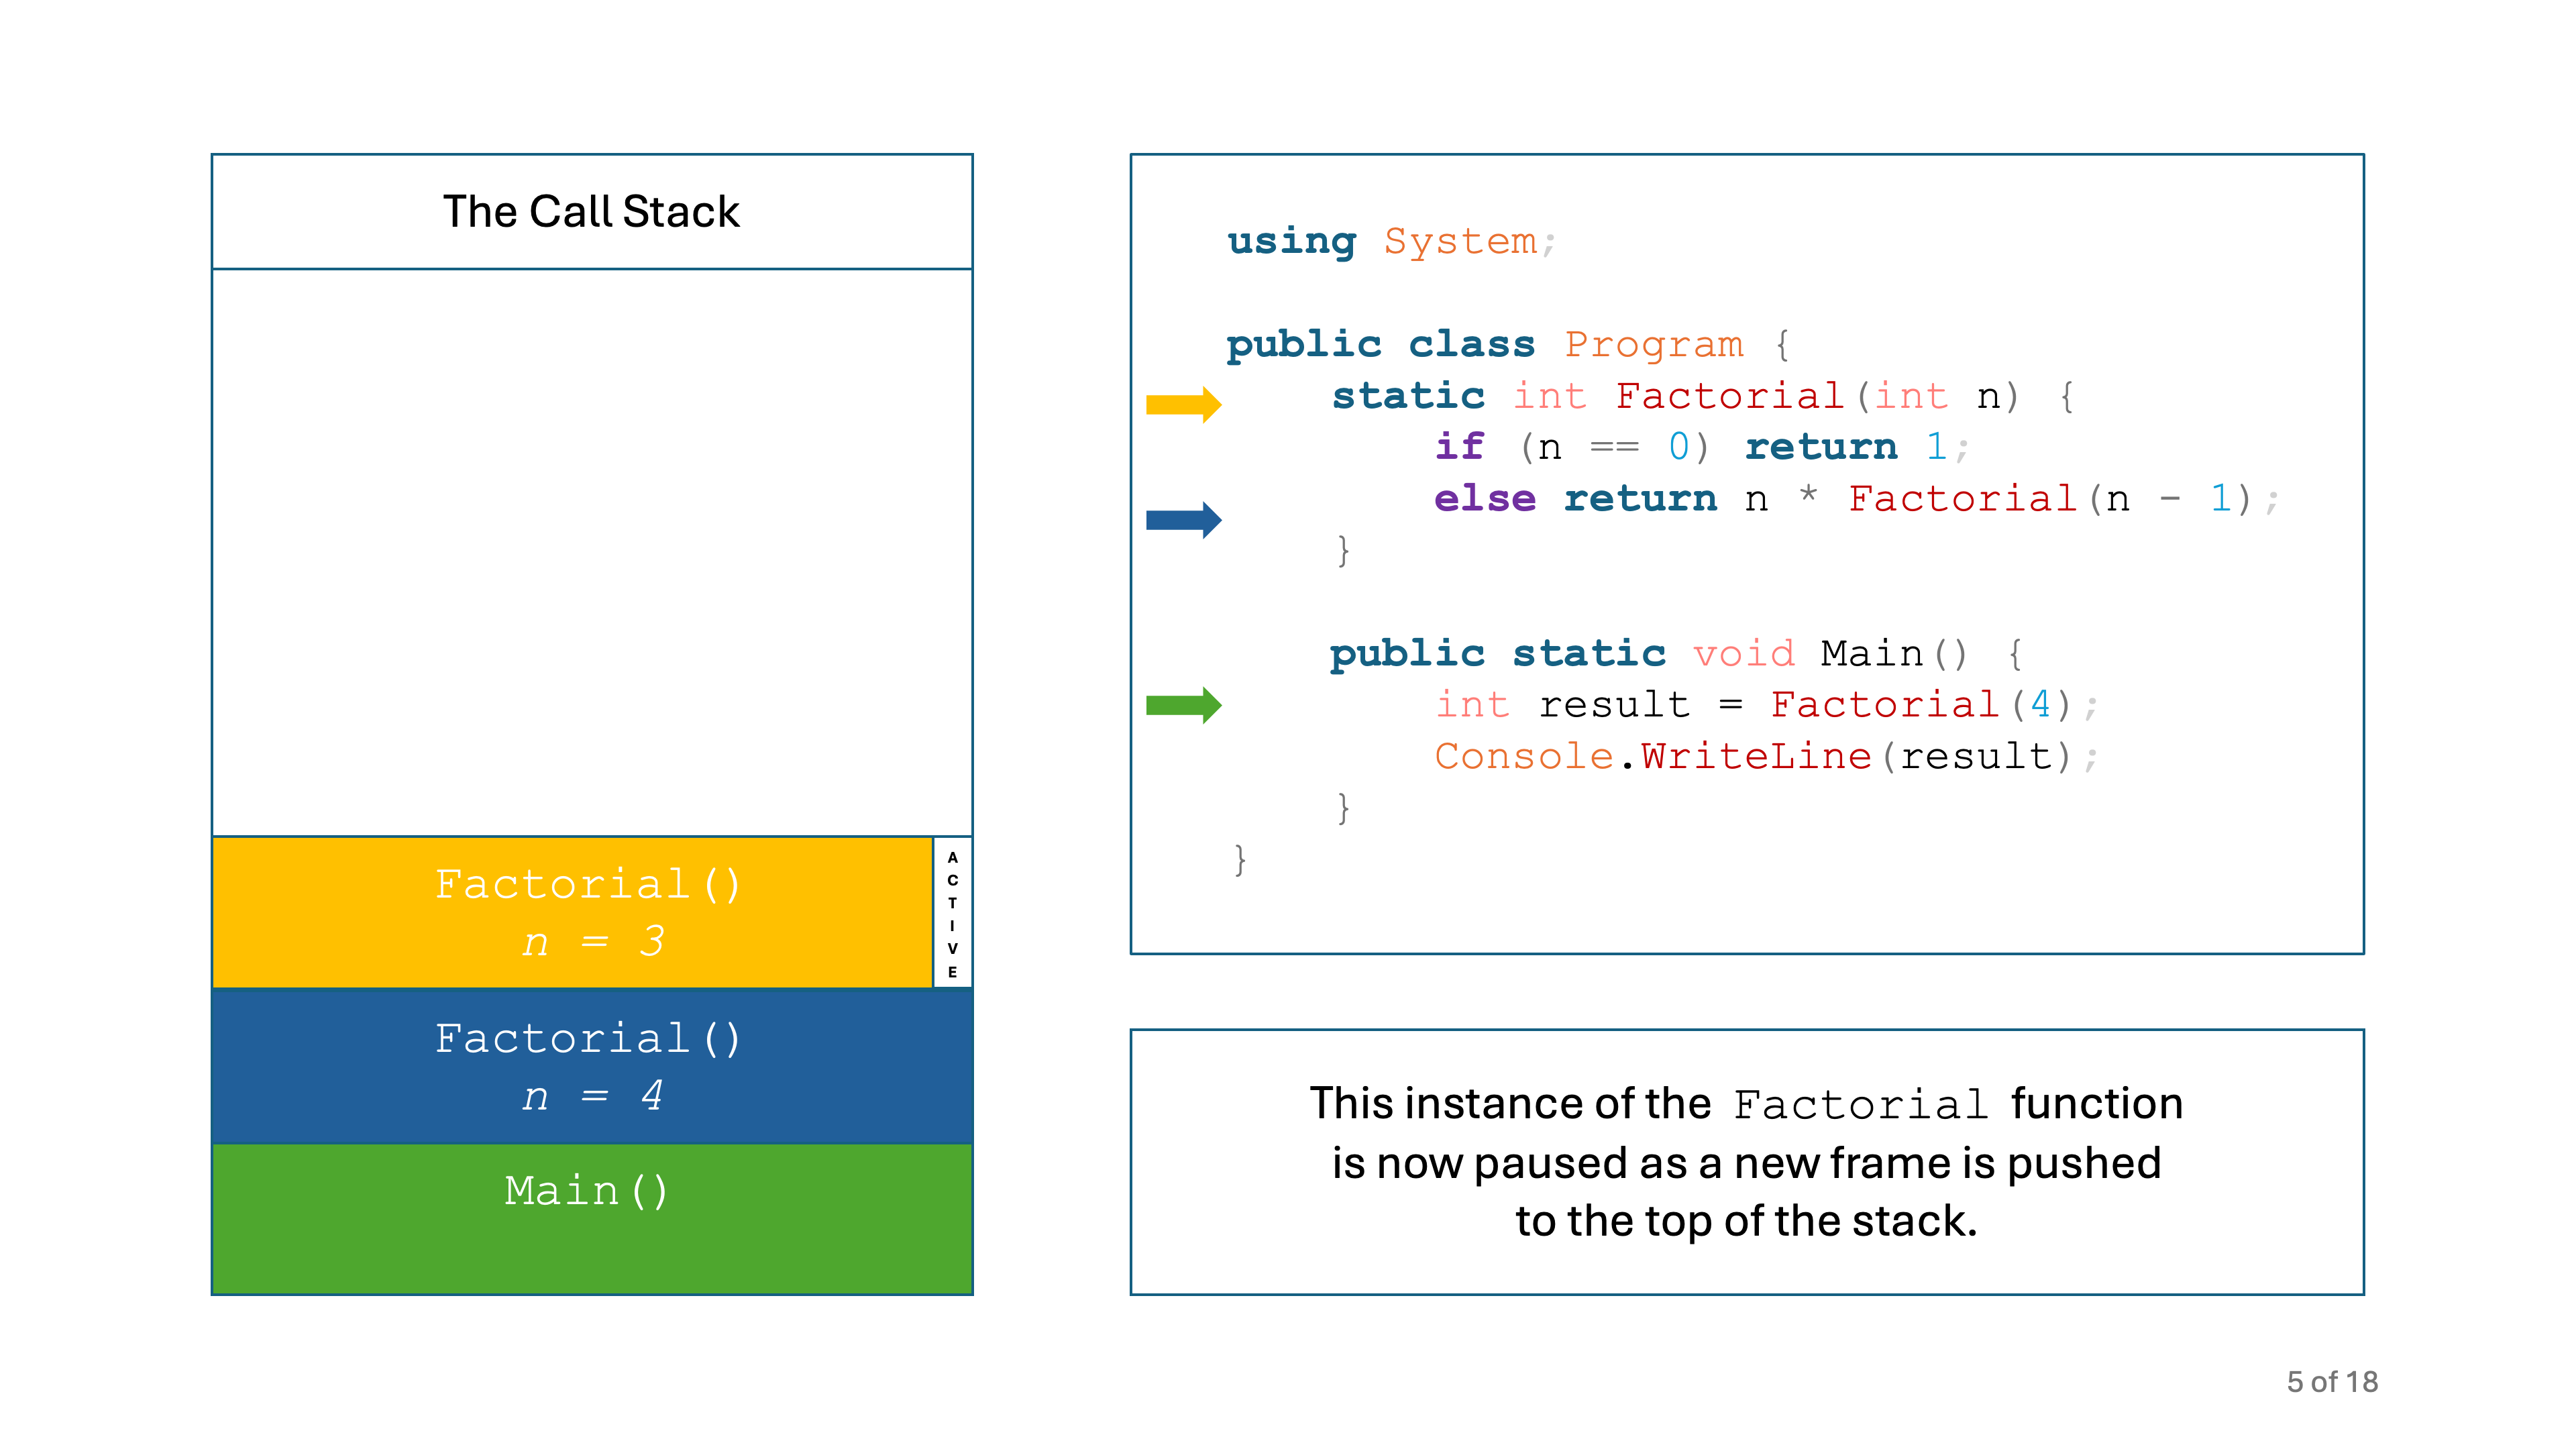 The Call Stack
Factorial()
n = 3
ACTIVE
Factorial()
n = 4
Main()
using System;
public class Program {
static int Factorial(int n) {
if (n == 0) return 1;
else return n * Factorial(n - 1);
}
public static void Main() {
int result = Factorial(4);
Console.WriteLine(result);
}
}
This instance of the Factorial function
is now paused as a new frame is pushed
to the top of the stack.
5 of 18